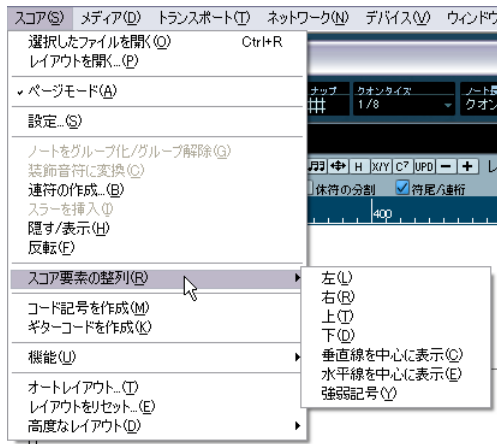 スコア(S) メディア(D) トランスポート(T) ネットワーク(N) デバイス(V)
選択したファイルを開く(O) Ctrl+R
レイアウトを開く...(P)
ページモード(A)
設定...(S)
ノートをグループ化/グループ解除(G)
装飾音符に変換(C)
連符の作成...(B)
スラーを挿入(I)
隠す/表示(H)
反転(F)
スコア要素の整列(R)
コード記号を作成(M)
ギターコードを作成(K)
機能(U)
オートレイアウト...(T)
レイアウトをリセット...(E)
高度なレイアウト(D)
クオンタイズ
1/8
H X/Y C7 UPD
休符の分割 符尾/連桁
400
左(L)
右(R)
上(T)
下(D)
垂直線を中心に表示(C)
水平線を中心に表示(E)
強弱記号(Y)